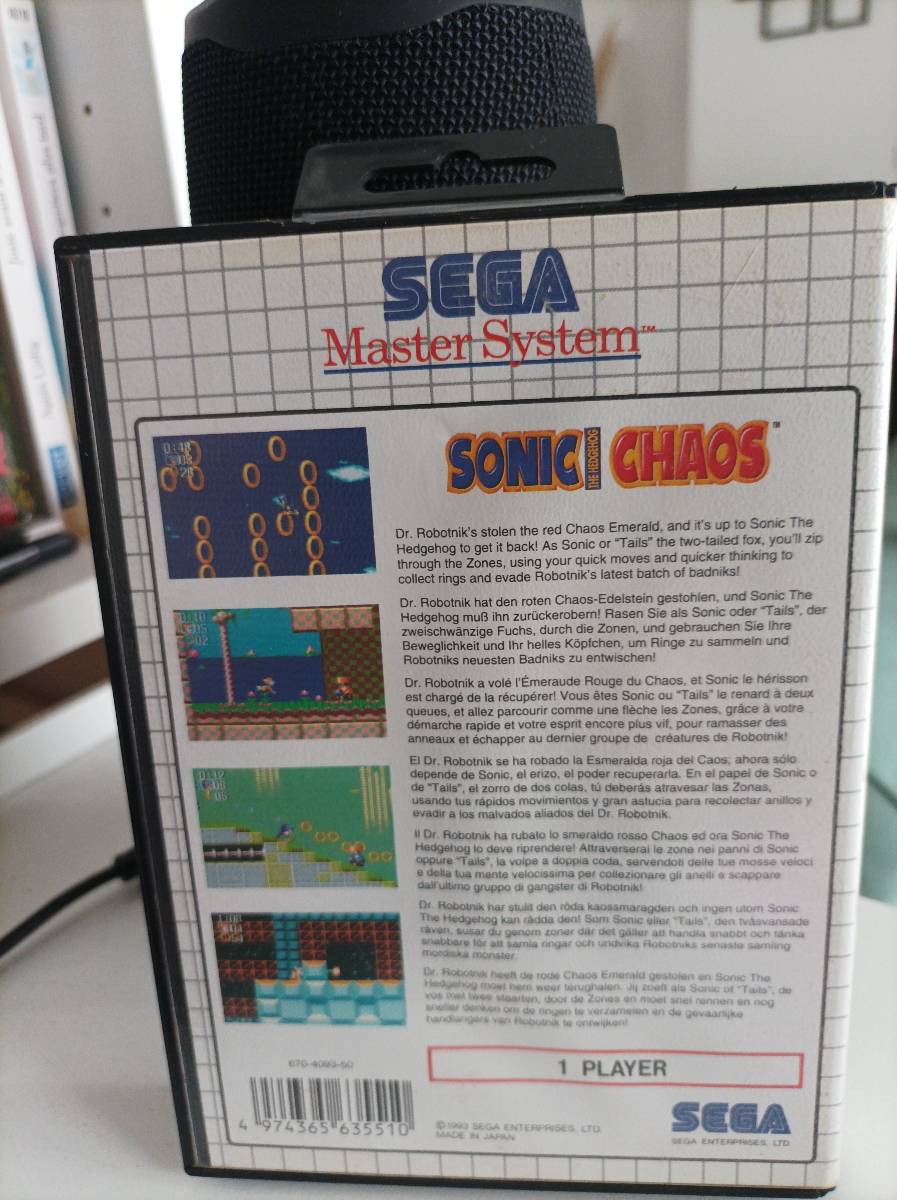 SEGA
Master System™
SONIC THE HEDGEHOG CHAOS™
Dr. Robotnik's stolen the red Chaos Emerald, and it's up to Sonic The
Hedgehog to get it back! As Sonic or "Tails" the two-tailed fox, you'll zip
through the Zones, using your quick moves and quicker thinking to
collect rings and evade Robotnik's latest batch of badniks!
Dr. Robotnik hat den roten Chaos-Edelstein gestohlen, und Sonic The
Hedgehog muß ihn zurückerobern! Rasen Sie als Sonic oder "Tails", der
zweischwänzige Fuchs, durch die Zonen, und gebrauchen Sie Ihre
Beweglichkeit und Ihr helles Köpfchen, um Ringe zu sammeln und
Robotniks neuesten Badniks zu entwischen!
Dr. Robotnik a volé l'Émeraude Rouge du Chaos, et Sonic le hérisson
est chargé de la récupérer! Vous êtes Sonic ou "Tails" le renard à deux
queues, et allez parcourir comme une flèche les Zones, grâce à votre
démarche rapide et votre esprit encore plus vif, pour ramasser des
anneaux et échapper au dernier groupe de créatures de Robotnik!
El Dr. Robotnik se ha robado la Esmeralda roja del Caos; ahora sólo
depende de Sonic, el erizo, el poder recuperarla. En el papel de Sonic o
de "Tails", el zorro de dos colas, tú deberás atravesar las Zonas,
usando tus rápidos movimientos y gran astucia para recolectar anillos y
evadir a los malvados aliados del Dr. Robotnik.
Il Dr. Robotnik ha rubato lo smeraldo rosso Chaos ed ora Sonic The
Hedgehog lo deve riprendere! Attraverserai le zone nei panni di Sonic
oppure "Tails", la volpe a doppia coda, servendoti delle tue mosse veloci
e della tua mente velocissima per collezionare gli anelli e scappare
dall'ultimo gruppo di gangster di Robotnik!
Dr. Robotnik har stulit den röda kaossmaragden och ingen utom Sonic
The Hedgehog kan rädda den! Som Sonic eller "Tails", den tvåsvansade
räven, susar du genom zoner där det gäller att handla snabbt och tänka
snabbare för att samla ringar och undvika Robotniks senaste samling
mordiska monster.
Dr. Robotnik heeft de rode Chaos Emerald gestolen en Sonic The
Hedgehog moet hem weer terughalen. Jij zoeft als Sonic of "Tails", de
vos met twee staarten, door de Zones en moet snel rennen en nog
sneller denken om de ringen te verzamelen en de gevaarlijke
handlangers van Robotnik te ontwijken!
670-4093-50
1 PLAYER
4 974365 635510
©1993 SEGA ENTERPRISES, LTD.
MADE IN JAPAN
SEGA
SEGA ENTERPRISES, LTD.